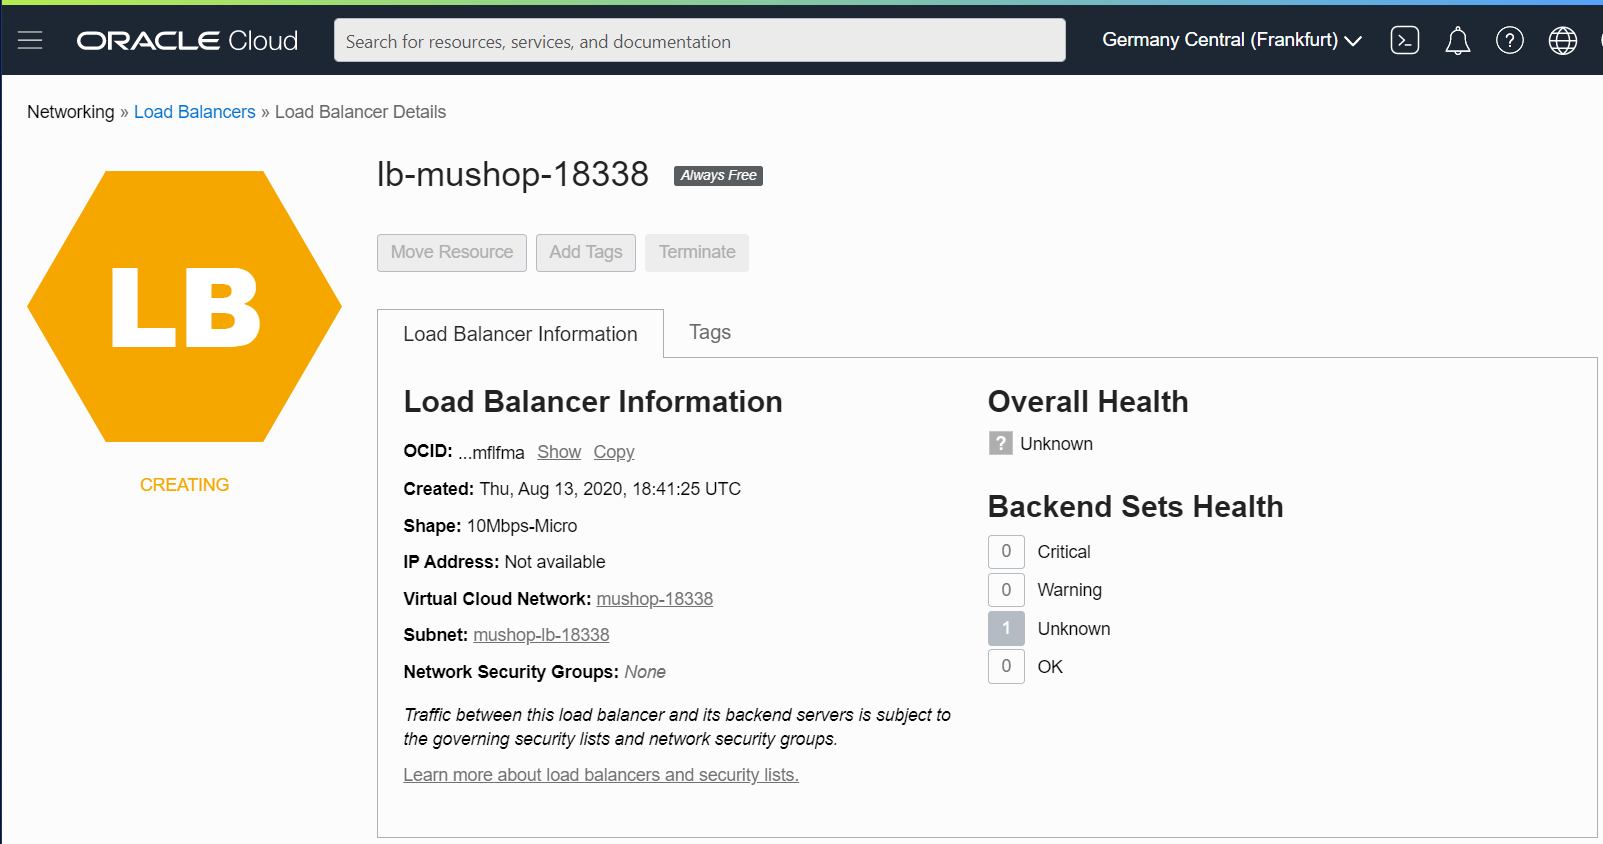 ORACLE Cloud
Search for resources, services, and documentation
Germany Central (Frankfurt)
Networking » Load Balancers » Load Balancer Details
LB
CREATING
lb-mushop-18338 Always Free
Move Resource Add Tags Terminate
Load Balancer Information Tags
Load Balancer Information
OCID: ...mflfma Show Copy
Created: Thu, Aug 13, 2020, 18:41:25 UTC
Shape: 10Mbps-Micro
IP Address: Not available
Virtual Cloud Network: mushop-18338
Subnet: mushop-lb-18338
Network Security Groups: None
Traffic between this load balancer and its backend servers is subject to
the governing security lists and network security groups.
Learn more about load balancers and security lists.
Overall Health
? Unknown
Backend Sets Health
0 Critical
0 Warning
1 Unknown
0 OK